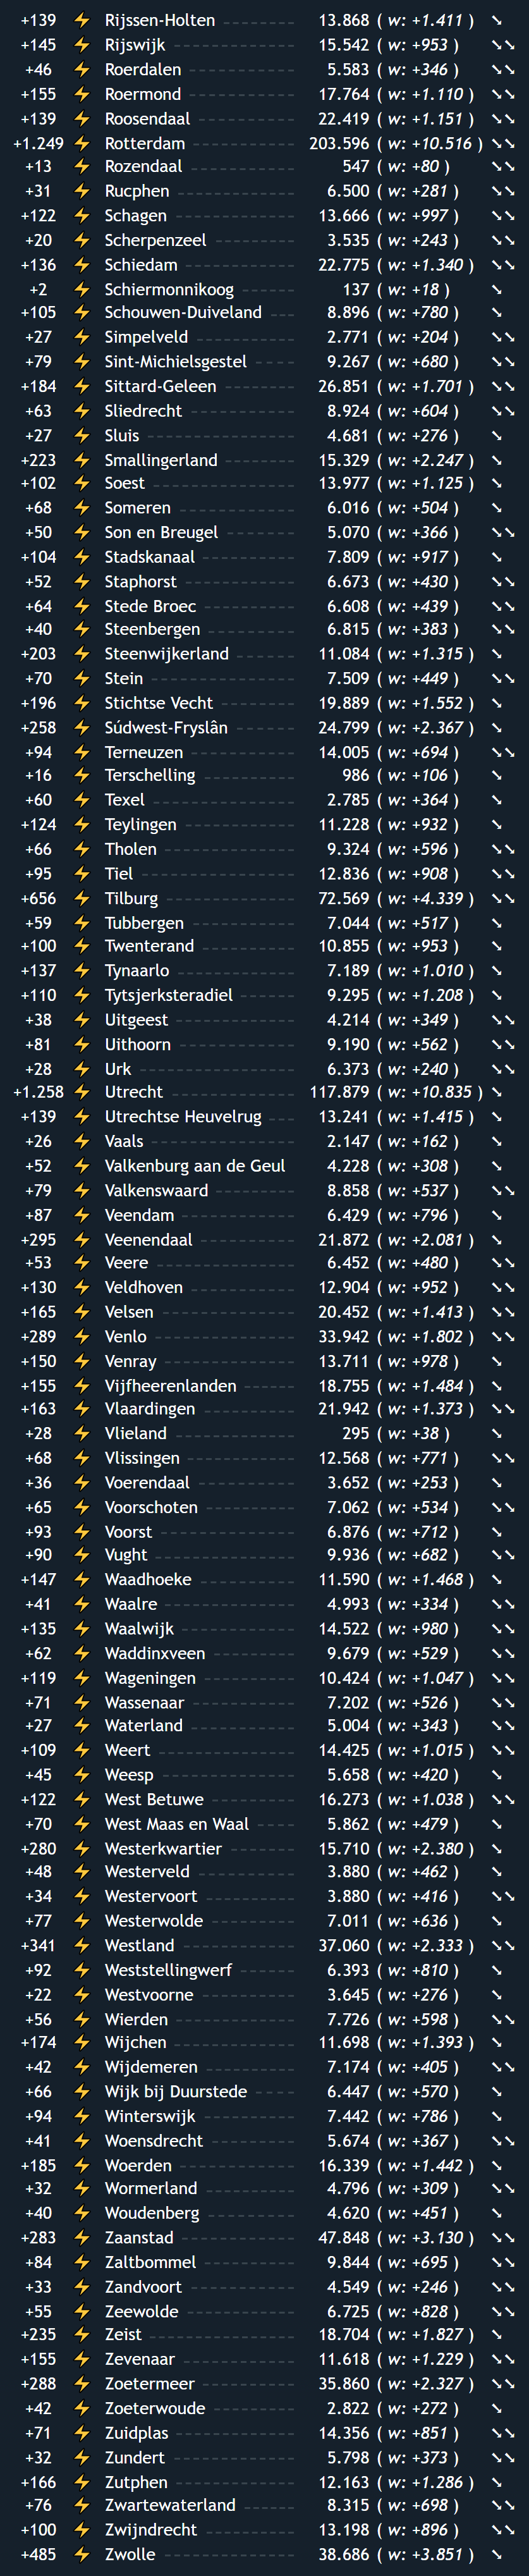 +139 ⚡ Rijssen-Holten 13.868 ( w: +1.411 ) ➘
+145 ⚡ Rijswijk 15.542 ( w: +953 ) ➘➘
+46 ⚡ Roerdalen 5.583 ( w: +346 ) ➘➘
+155 ⚡ Roermond 17.764 ( w: +1.110 ) ➘➘
+139 ⚡ Roosendaal 22.419 ( w: +1.151 ) ➘➘
+1.249 ⚡ Rotterdam 203.596 ( w: +10.516 ) ➘➘
+13 ⚡ Rozendaal 547 ( w: +80 ) ➘➘
+31 ⚡ Rucphen 6.500 ( w: +281 ) ➘➘
+122 ⚡ Schagen 13.666 ( w: +997 ) ➘➘
+20 ⚡ Scherpenzeel 3.535 ( w: +243 ) ➘➘
+136 ⚡ Schiedam 22.775 ( w: +1.340 ) ➘➘
+2 ⚡ Schiermonnikoog 137 ( w: +18 ) ➘
+105 ⚡ Schouwen-Duiveland 8.896 ( w: +780 ) ➘
+27 ⚡ Simpelveld 2.771 ( w: +204 ) ➘➘
+79 ⚡ Sint-Michielsgestel 9.267 ( w: +680 ) ➘
+184 ⚡ Sittard-Geleen 26.851 ( w: +1.701 ) ➘➘
+63 ⚡ Sliedrecht 8.924 ( w: +604 ) ➘➘
+27 ⚡ Sluis 4.681 ( w: +276 ) ➘
+223 ⚡ Smallingerland 15.329 ( w: +2.247 ) ➘
+102 ⚡ Soest 13.977 ( w: +1.125 ) ➘
+68 ⚡ Someren 6.016 ( w: +504 ) ➘
+50 ⚡ Son en Breugel 5.070 ( w: +366 ) ➘➘
+104 ⚡ Stadskanaal 7.809 ( w: +917 ) ➘
+52 ⚡ Staphorst 6.673 ( w: +430 ) ➘➘
+64 ⚡ Stede Broec 6.608 ( w: +439 ) ➘➘
+40 ⚡ Steenbergen 6.815 ( w: +383 ) ➘➘
+203 ⚡ Steenwijkerland 11.084 ( w: +1.315 ) ➘
+70 ⚡ Stein 7.509 ( w: +449 ) ➘➘
+196 ⚡ Stichtse Vecht 19.889 ( w: +1.552 ) ➘
+258 ⚡ Súdwest-Fryslân 24.799 ( w: +2.367 ) ➘
+94 ⚡ Terneuzen 14.005 ( w: +694 ) ➘➘
+16 ⚡ Terschelling 986 ( w: +106 ) ➘
+60 ⚡ Texel 2.785 ( w: +364 ) ➘
+124 ⚡ Teylingen 11.228 ( w: +932 ) ➘
+66 ⚡ Tholen 9.324 ( w: +596 ) ➘➘
+95 ⚡ Tiel 12.836 ( w: +908 ) ➘➘
+656 ⚡ Tilburg 72.569 ( w: +4.339 ) ➘➘
+59 ⚡ Tubbergen 7.044 ( w: +517 ) ➘
+100 ⚡ Twenterand 10.855 ( w: +953 ) ➘
+137 ⚡ Tynaarlo 7.189 ( w: +1.010 ) ➘
+110 ⚡ Tytsjerksteradiel 9.295 ( w: +1.208 ) ➘
+38 ⚡ Uitgeest 4.214 ( w: +349 ) ➘➘
+81 ⚡ Uithoorn 9.190 ( w: +562 ) ➘➘
+28 ⚡ Urk 6.373 ( w: +240 ) ➘➘
+1.258 ⚡ Utrecht 117.879 ( w: +10.835 ) ➘
+139 ⚡ Utrechtse Heuvelrug 13.241 ( w: +1.415 ) ➘
+26 ⚡ Vaals 2.147 ( w: +162 ) ➘
+52 ⚡ Valkenburg aan de Geul 4.228 ( w: +308 ) ➘
+79 ⚡ Valkenswaard 8.858 ( w: +537 ) ➘➘
+87 ⚡ Veendam 6.429 ( w: +796 ) ➘
+295 ⚡ Veenendaal 21.872 ( w: +2.081 ) ➘
+53 ⚡ Veere 6.452 ( w: +480 ) ➘➘
+130 ⚡ Veldhoven 12.904 ( w: +952 ) ➘➘
+165 ⚡ Velsen 20.452 ( w: +1.413 ) ➘➘
+289 ⚡ Venlo 33.942 ( w: +1.802 ) ➘➘
+150 ⚡ Venray 13.711 ( w: +978 ) ➘
+155 ⚡ Vijfheerenlanden 18.755 ( w: +1.484 ) ➘
+163 ⚡ Vlaardingen 21.942 ( w: +1.373 ) ➘➘
+28 ⚡ Vlieland 295 ( w: +38 ) ➘
+68 ⚡ Vlissingen 12.568 ( w: +771 ) ➘➘
+36 ⚡ Voerendaal 3.652 ( w: +253 ) ➘
+65 ⚡ Voorschoten 7.062 ( w: +534 ) ➘➘
+93 ⚡ Voorst 6.876 ( w: +712 ) ➘
+90 ⚡ Vught 9.936 ( w: +682 ) ➘➘
+147 ⚡ Waadhoeke 11.590 ( w: +1.468 ) ➘
+41 ⚡ Waalre 4.993 ( w: +334 ) ➘➘
+135 ⚡ Waalwijk 14.522 ( w: +980 ) ➘➘
+62 ⚡ Waddinxveen 9.679 ( w: +529 ) ➘➘
+119 ⚡ Wageningen 10.424 ( w: +1.047 ) ➘
+71 ⚡ Wassenaar 7.202 ( w: +526 ) ➘➘
+27 ⚡ Waterland 5.004 ( w: +343 ) ➘➘
+109 ⚡ Weert 14.425 ( w: +1.015 ) ➘➘
+45 ⚡ Weesp 5.658 ( w: +420 ) ➘
+122 ⚡ West Betuwe 16.273 ( w: +1.038 ) ➘➘
+70 ⚡ West Maas en Waal 5.862 ( w: +479 ) ➘
+280 ⚡ Westerkwartier 15.710 ( w: +2.380 ) ➘
+48 ⚡ Westerveld 3.880 ( w: +462 ) ➘
+34 ⚡ Westervoort 3.880 ( w: +416 ) ➘➘
+77 ⚡ Westerwolde 7.011 ( w: +636 ) ➘
+341 ⚡ Westland 37.060 ( w: +2.333 ) ➘➘
+92 ⚡ Weststellingwerf 6.393 ( w: +810 ) ➘
+22 ⚡ Westvoorne 3.645 ( w: +276 ) ➘
+56 ⚡ Wierden 7.726 ( w: +598 ) ➘➘
+174 ⚡ Wijchen 11.698 ( w: +1.393 ) ➘
+42 ⚡ Wijdemeren 7.174 ( w: +405 ) ➘➘
+66 ⚡ Wijk bij Duurstede 6.447 ( w: +570 ) ➘
+94 ⚡ Winterswijk 7.442 ( w: +786 ) ➘
+41 ⚡ Woensdrecht 5.674 ( w: +367 ) ➘➘
+185 ⚡ Woerden 16.339 ( w: +1.442 ) ➘
+32 ⚡ Wormerland 4.796 ( w: +309 ) ➘➘
+40 ⚡ Woudenberg 4.620 ( w: +451 ) ➘
+283 ⚡ Zaanstad 47.848 ( w: +3.130 ) ➘➘
+84 ⚡ Zaltbommel 9.844 ( w: +695 ) ➘➘
+33 ⚡ Zandvoort 4.549 ( w: +246 ) ➘➘
+55 ⚡ Zeewolde 6.725 ( w: +828 ) ➘➘
+235 ⚡ Zeist 18.704 ( w: +1.827 ) ➘
+155 ⚡ Zevenaar 11.618 ( w: +1.229 ) ➘➘
+288 ⚡ Zoetermeer 35.860 ( w: +2.327 ) ➘➘
+42 ⚡ Zoeterwoude 2.822 ( w: +272 ) ➘
+71 ⚡ Zuidplas 14.356 ( w: +851 ) ➘➘
+32 ⚡ Zundert 5.798 ( w: +373 ) ➘➘
+166 ⚡ Zutphen 12.163 ( w: +1.286 ) ➘
+76 ⚡ Zwartewaterland 8.315 ( w: +698 ) ➘➘
+100 ⚡ Zwijndrecht 13.198 ( w: +896 ) ➘➘
+485 ⚡ Zwolle 38.686 ( w: +3.851 ) ➘